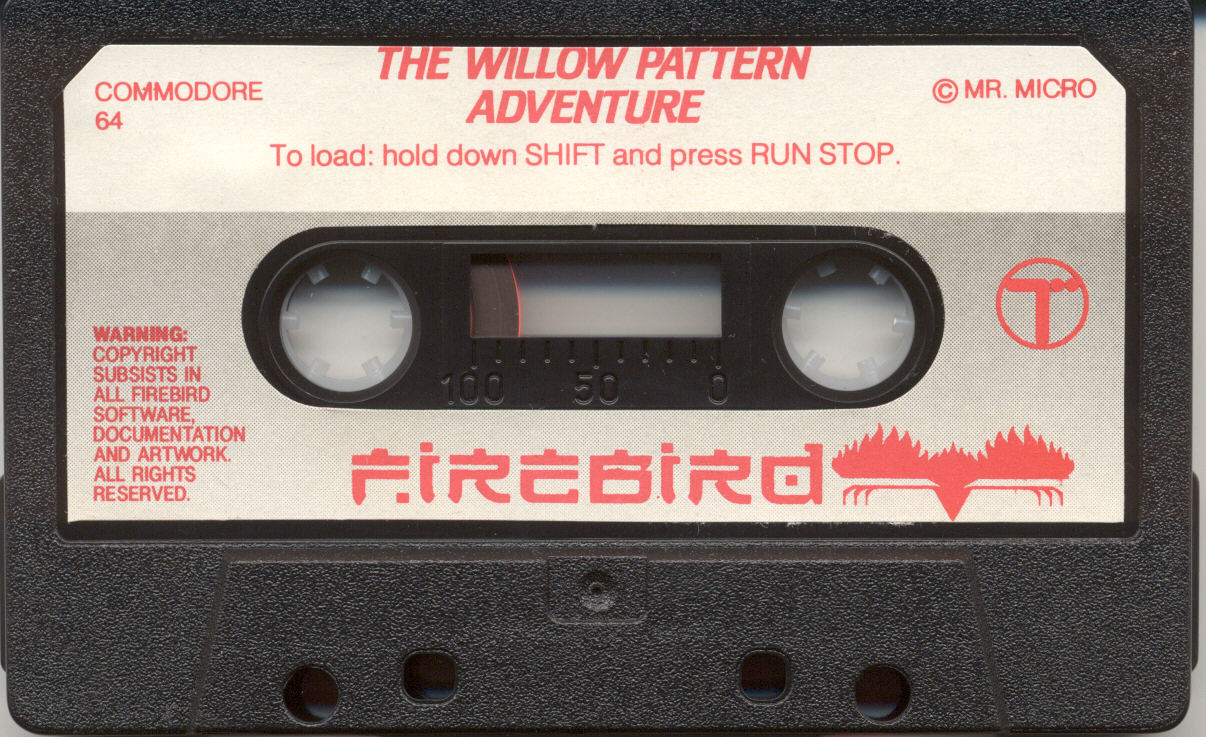 THE WILLOW PATTERN
ADVENTURE
COMMODORE
64
© MR. MICRO
To load: hold down SHIFT and press RUN STOP.
100 50 0
WARNING:
COPYRIGHT
SUBSISTS IN
ALL FIREBIRD
SOFTWARE,
DOCUMENTATION
AND ARTWORK.
ALL RIGHTS
RESERVED.
FIREBIRD